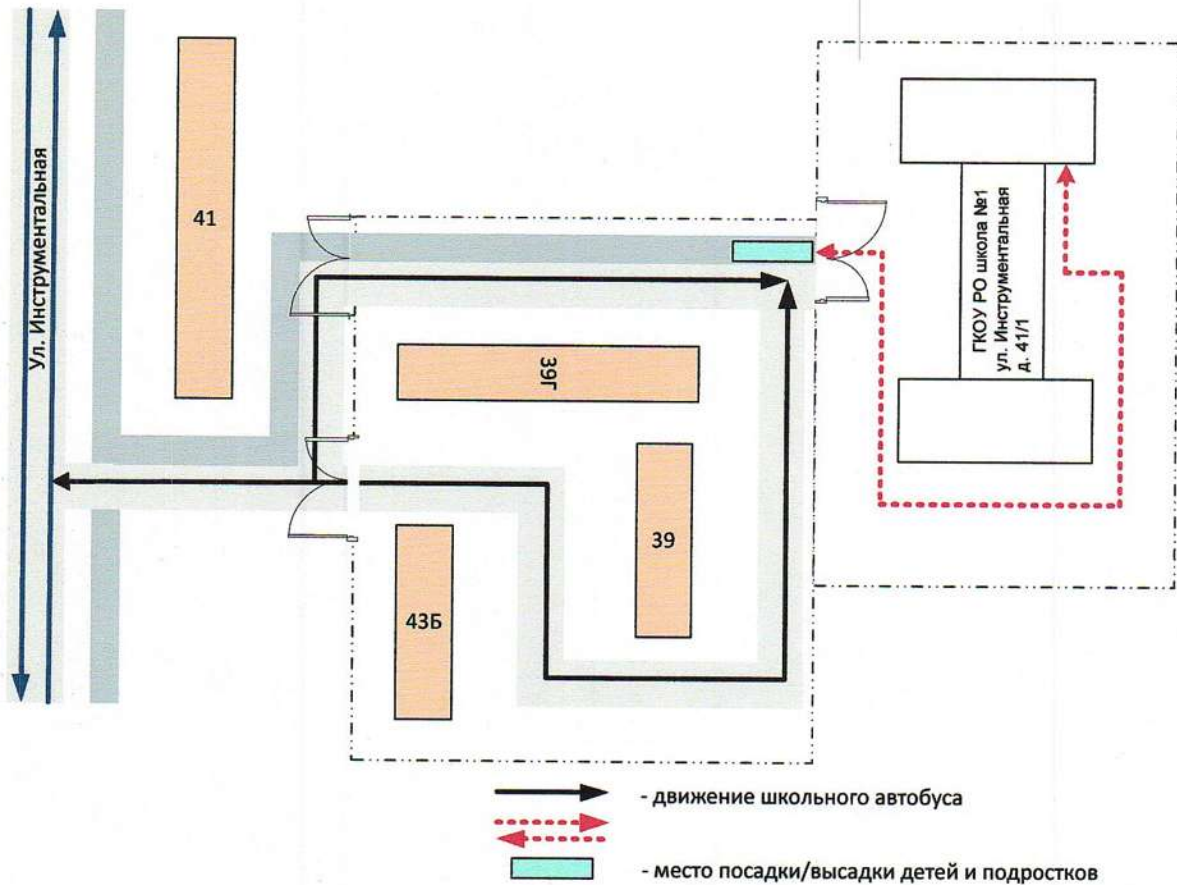 Ул. Инструментальная
41
39Г
39
43Б
ГКОУ РО школа №1
ул. Инструментальная
д. 41/1
- движение школьного автобуса
- место посадки/высадки детей и подростков